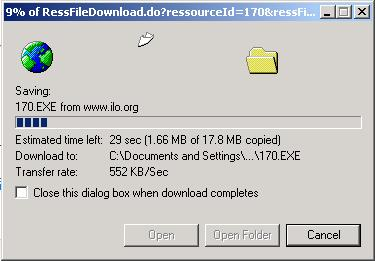 9% of RessFileDownload.do?ressourceId=170&ressFi...
Saving:
170.EXE from www.ilo.org
Estimated time left: 29 sec (1.66 MB of 17.8 MB copied)
Download to: C:\Documents and Settings\...\170.EXE
Transfer rate: 552 KB/Sec
Close this dialog box when download completes
Open Open Folder Cancel